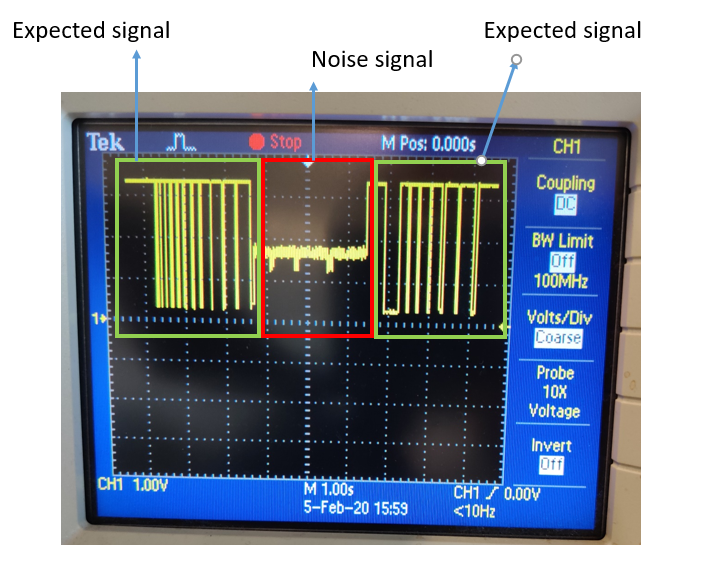 Expected signal
Noise signal
Expected signal
Tek
Stop
M Pos: 0.000s
CH1
Coupling
DC
BW Limit
Off
100MHz
Volts/Div
Coarse
Probe
10X
Voltage
Invert
Off
1
CH1 1.00V
M 1.00s
CH1 0.00V
5-Feb-20 15:59
<10Hz